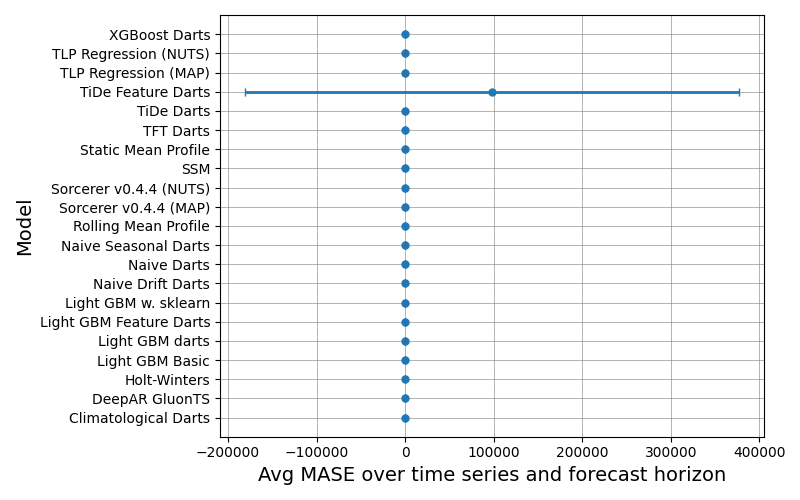 XGBoost Darts
TLP Regression (NUTS)
TLP Regression (MAP)
TiDe Feature Darts
TiDe Darts
TFT Darts
Static Mean Profile
SSM
Sorcerer v0.4.4 (NUTS)
Sorcerer v0.4.4 (MAP)
Rolling Mean Profile
Naive Seasonal Darts
Naive Darts
Naive Drift Darts
Light GBM w. sklearn
Light GBM Feature Darts
Light GBM darts
Light GBM Basic
Holt-Winters
DeepAR GluonTS
Climatological Darts
Model
−200000 −100000 0 100000 200000 300000 400000
Avg MASE over time series and forecast horizon